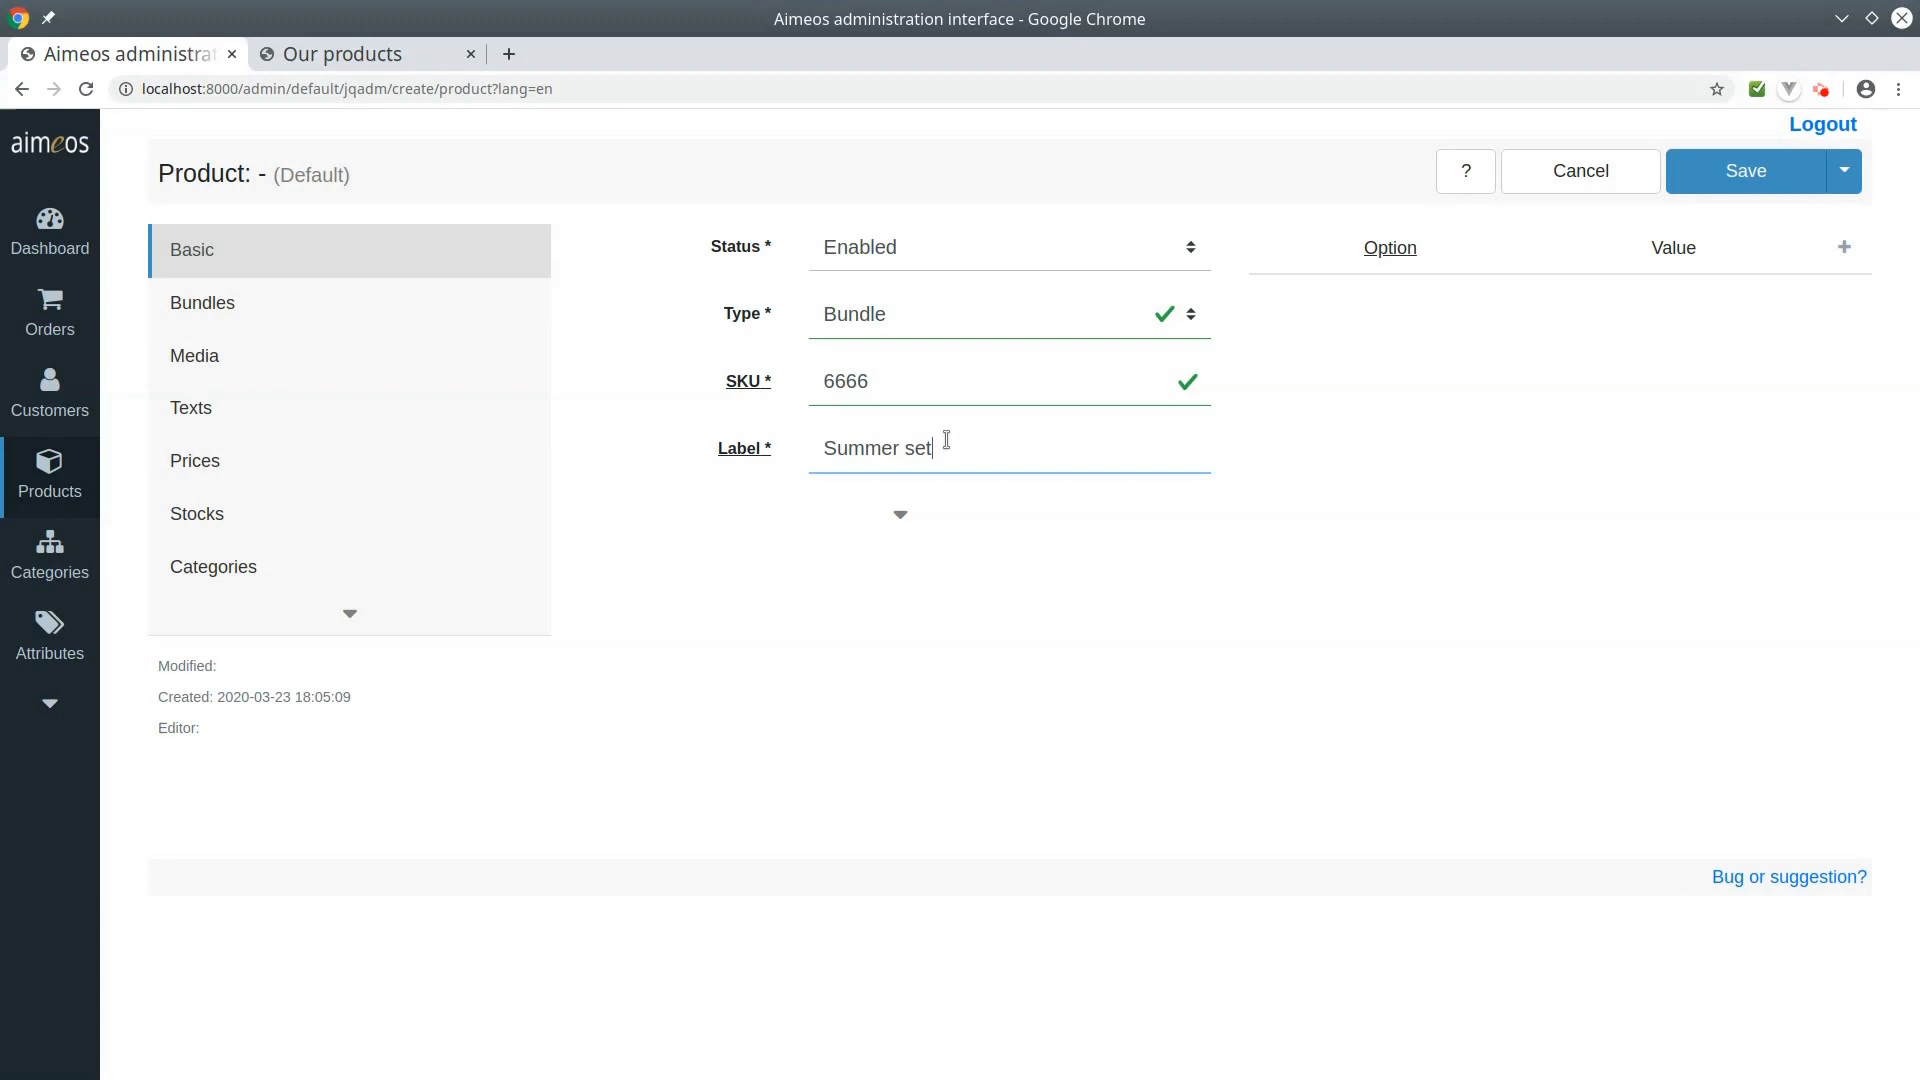 Aimeos administration interface - Google Chrome
Aimeos administrat
Our products
localhost:8000/admin/default/jqadm/create/product?lang=en
aimeos
Logout
Product: - (Default)
?
Cancel
Save
Dashboard
Orders
Customers
Products
Categories
Attributes
Basic
Bundles
Media
Texts
Prices
Stocks
Categories
Modified:
Created: 2020-03-23 18:05:09
Editor:
Status * Enabled
Type * Bundle
SKU * 6666
Label * Summer set
Option Value
Bug or suggestion?